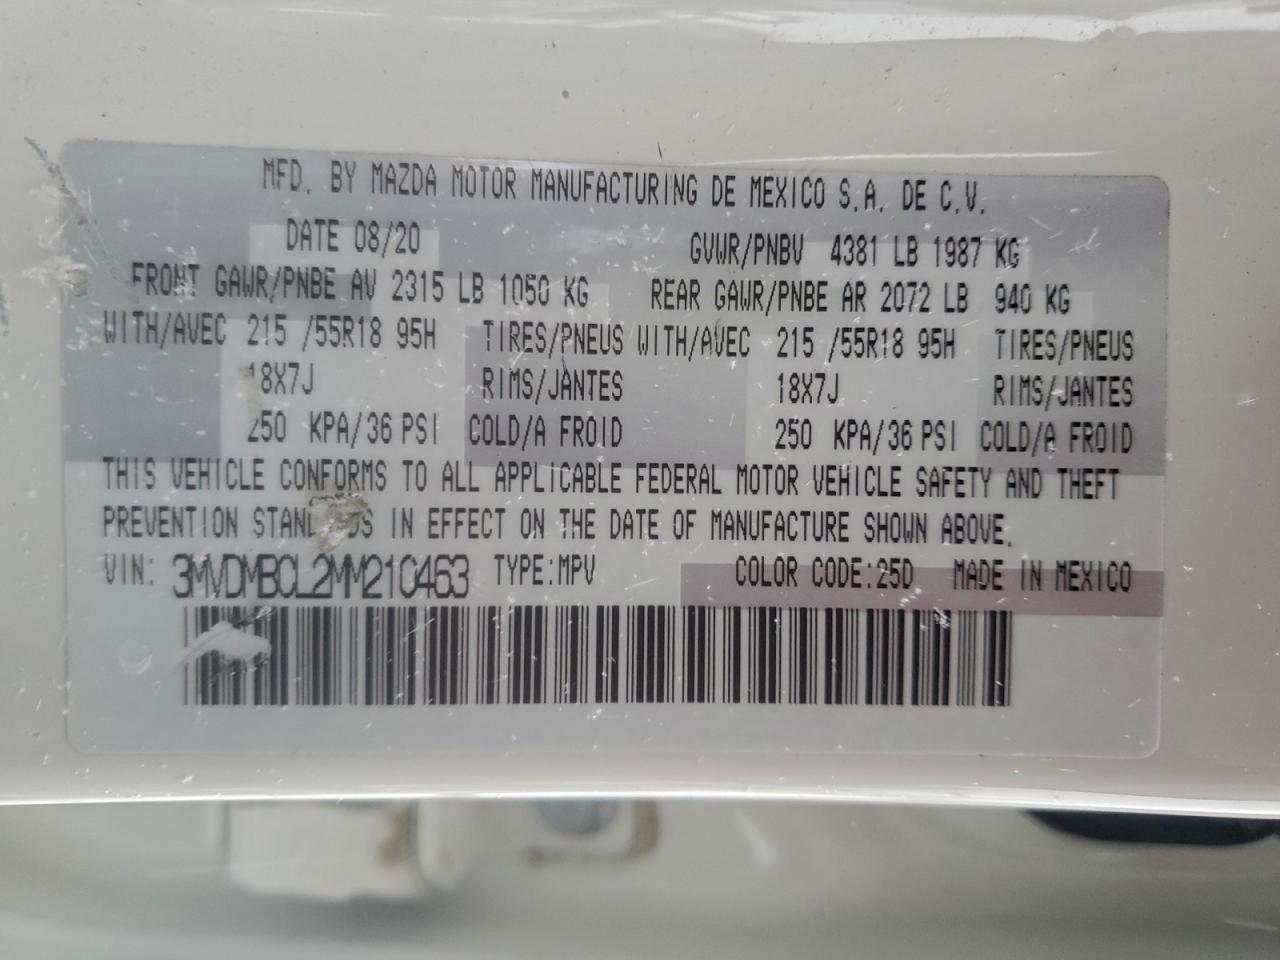 MFD. BY MAZDA MOTOR MANUFACTURING DE MEXICO S.A. DE C.V.
DATE 08/20 GVWR/PNBV 4381 LB 1987 KG
FRONT GAWR/PNBE AV 2315 LB 1050 KG REAR GAWR/PNBE AR 2072 LB 940 KG
WITH/AVEC 215 /55R18 95H TIRES/PNEUS WITH/AVEC 215 /55R18 95H TIRES/PNEUS
18X7J RIMS/JANTES 18X7J RIMS/JANTES
250 KPA/36 PSI COLD/A FROID 250 KPA/36 PSI COLD/A FROID
THIS VEHICLE CONFORMS TO ALL APPLICABLE FEDERAL MOTOR VEHICLE SAFETY AND THEFT
PREVENTION IN EFFECT ON THE DATE OF MANUFACTURE SHOWN ABOVE.
VIN: 3MVDMBCL2MM210463 TYPE:MPV COLOR CODE:25D MADE IN MEXICO